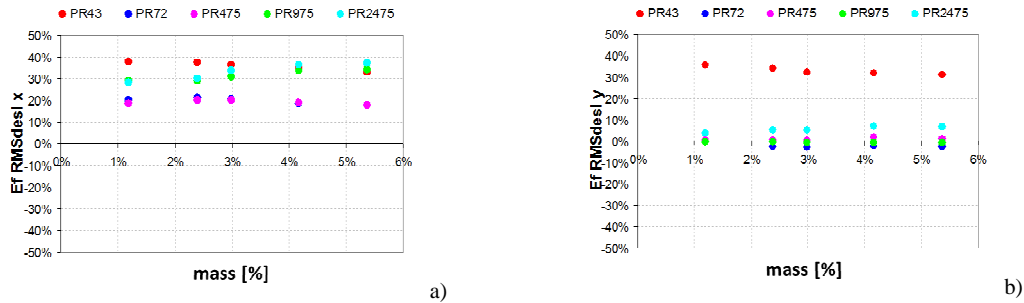 PR43 PR72 PR475 PR975 PR2475
50%
40%
30%
20%
10%
0%
-10%
-20%
-30%
-40%
-50%
0% 1% 2% 3% 4% 5% 6%
Ef RMSdesl x
mass [%]
a)
PR43 PR72 PR475 PR975 PR2475
50%
40%
30%
20%
10%
0%
-10%
-20%
-30%
-40%
-50%
0% 1% 2% 3% 4% 5% 6%
Ef RMSdesl y
mass [%]
b)